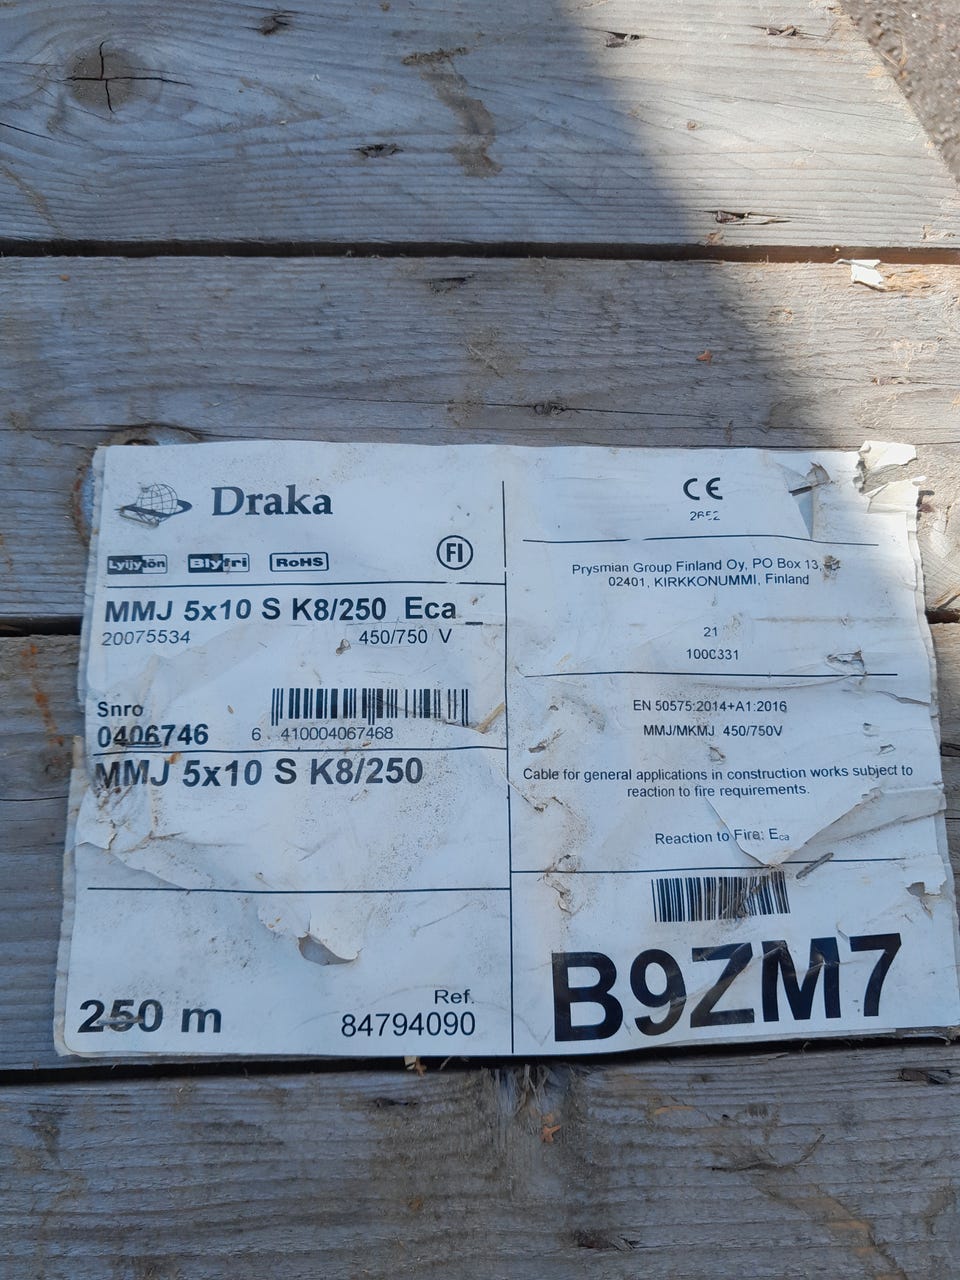 Draka
Lyijytön Blyfri RoHS
FI
MMJ 5x10 S K8/250 Eca
20075534 450/750 V
Snro
0406746 6 410004067468
MMJ 5x10 S K8/250
250 m
Ref.
84794090
CE
Prysmian Group Finland Oy, PO Box 13,
02401, KIRKKONUMMI, Finland
21
1000331
EN 50575:2014+A1:2016
MMJ/MKMJ 450/750V
Cable for general applications in construction works subject to
reaction to fire requirements.
Reaction to Fire: Eca
B9ZM7